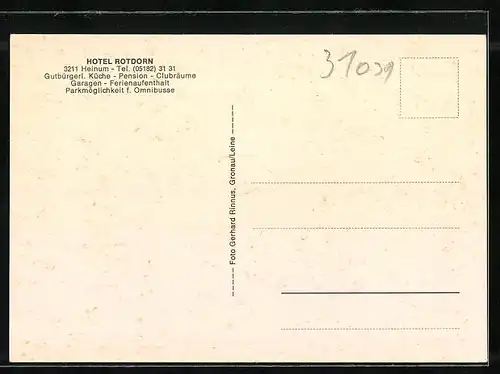 HOTEL ROTDORN
3211 Heinum - Tel. (05182) 31 31
Gutbürgerl. Küche - Pension - Clubräume
Garagen - Ferienaufenthalt
Parkmöglichkeit f. Omnibusse
31039
Foto Gerhard Rinnus, Gronau/Leine